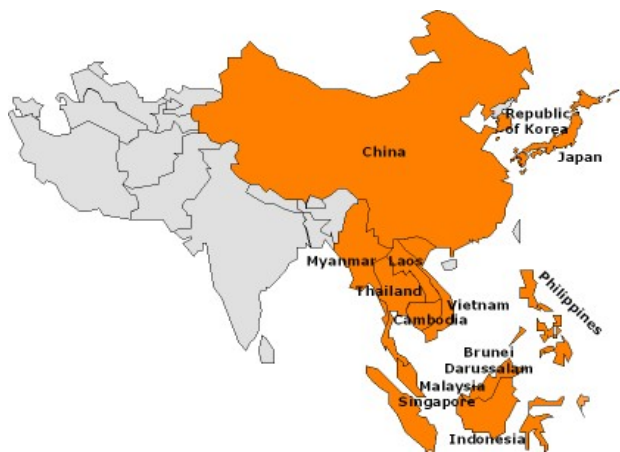 Republic
of Korea
Japan
China
Myanmar
Laos
Thailand
Vietnam
Cambodia
Philippines
Brunei
Darussalam
Malaysia
Singapore
Indonesia